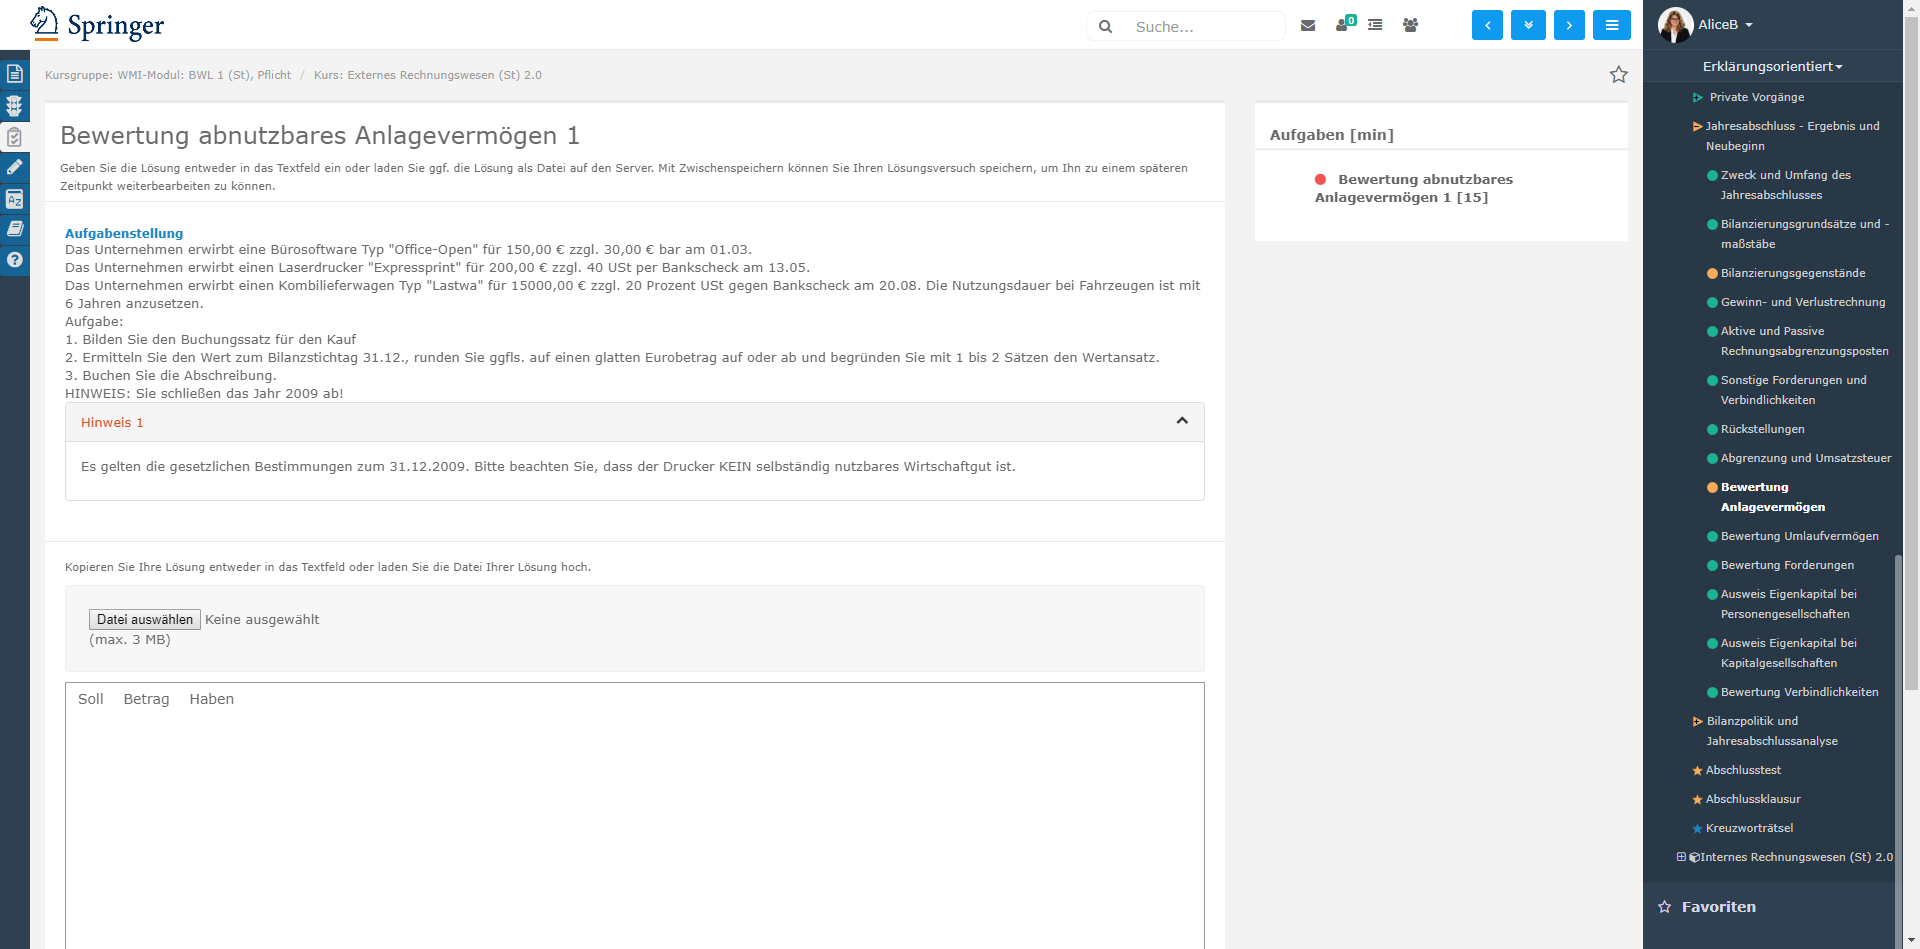 Springer
Suche...
0
AliceB
Erklärungsorientiert
Kursgruppe: WMI-Modul: BWL 1 (St), Pflicht / Kurs: Externes Rechnungswesen (St) 2.0
Bewertung abnutzbares Anlagevermögen 1
Geben Sie die Lösung entweder in das Textfeld ein oder laden Sie ggf. die Lösung als Datei auf den Server. Mit Zwischenspeichern können Sie Ihren Lösungsversuch speichern, um Ihn zu einem späteren
Zeitpunkt weiterbearbeiten zu können.
Aufgabenstellung
Das Unternehmen erwirbt eine Bürosoftware Typ "Office-Open" für 150,00 € zzgl. 30,00 € bar am 01.03.
Das Unternehmen erwirbt einen Laserdrucker "Expressprint" für 200,00 € zzgl. 40 USt per Bankscheck am 13.05.
Das Unternehmen erwirbt einen Kombilieferwagen Typ "Lastwa" für 15000,00 € zzgl. 20 Prozent USt gegen Bankscheck am 20.08. Die Nutzungsdauer bei Fahrzeugen ist mit
6 Jahren anzusetzen.
Aufgabe:
1. Bilden Sie den Buchungssatz für den Kauf
2. Ermitteln Sie den Wert zum Bilanzstichtag 31.12., runden Sie ggfls. auf einen glatten Eurobetrag auf oder ab und begründen Sie mit 1 bis 2 Sätzen den Wertansatz.
3. Buchen Sie die Abschreibung.
HINWEIS: Sie schließen das Jahr 2009 ab!
Hinweis 1
Es gelten die gesetzlichen Bestimmungen zum 31.12.2009. Bitte beachten Sie, dass der Drucker KEIN selbständig nutzbares Wirtschaftgut ist.
Kopieren Sie Ihre Lösung entweder in das Textfeld oder laden Sie die Datei Ihrer Lösung hoch.
Datei auswählen Keine ausgewählt
(max. 3 MB)
Soll Betrag Haben
Aufgaben [min]
Bewertung abnutzbares
Anlagevermögen 1 [15]
Private Vorgänge
Jahresabschluss - Ergebnis und
Neubeginn
Zweck und Umfang des
Jahresabschlusses
Bilanzierungsgrundsätze und -
maßstäbe
Bilanzierungsgegenstände
Gewinn- und Verlustrechnung
Aktive und Passive
Rechnungsabgrenzungsposten
Sonstige Forderungen und
Verbindlichkeiten
Rückstellungen
Abgrenzung und Umsatzsteuer
Bewertung
Anlagevermögen
Bewertung Umlaufvermögen
Bewertung Forderungen
Ausweis Eigenkapital bei
Personengesellschaften
Ausweis Eigenkapital bei
Kapitalgesellschaften
Bewertung Verbindlichkeiten
Bilanzpolitik und
Jahresabschlussanalyse
Abschlusstest
Abschlussklausur
Kreuzworträtsel
Internes Rechnungswesen (St) 2.0
Favoriten